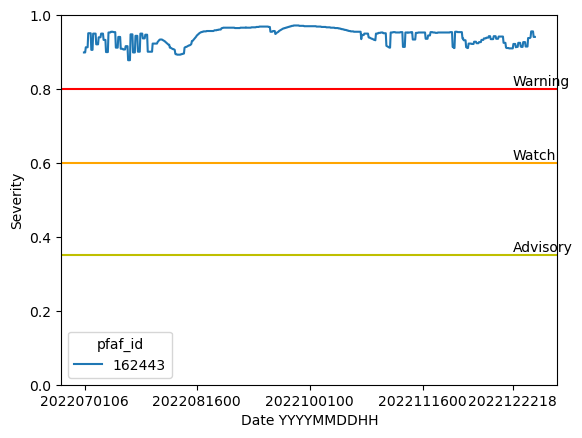 1.0
0.8
0.6
0.4
0.2
0.0
Severity
Warning
Watch
Advisory
pfaf_id
162443
2022070106 2022081600 2022100100 2022111600 2022122218
Date YYYYMMDDHH